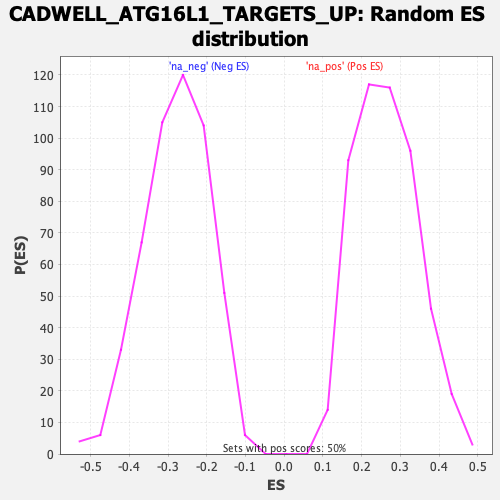 CADWELL_ATG16L1_TARGETS_UP: Random ES
distribution
'na_neg' (Neg ES) 'na_pos' (Pos ES)
120
110
100
90
80
70
60
50
40
30
20
10
0
P(ES)
Sets with pos scores: 50%
-0.5 -0.4 -0.3 -0.2 -0.1 0.0 0.1 0.2 0.3 0.4 0.5
ES